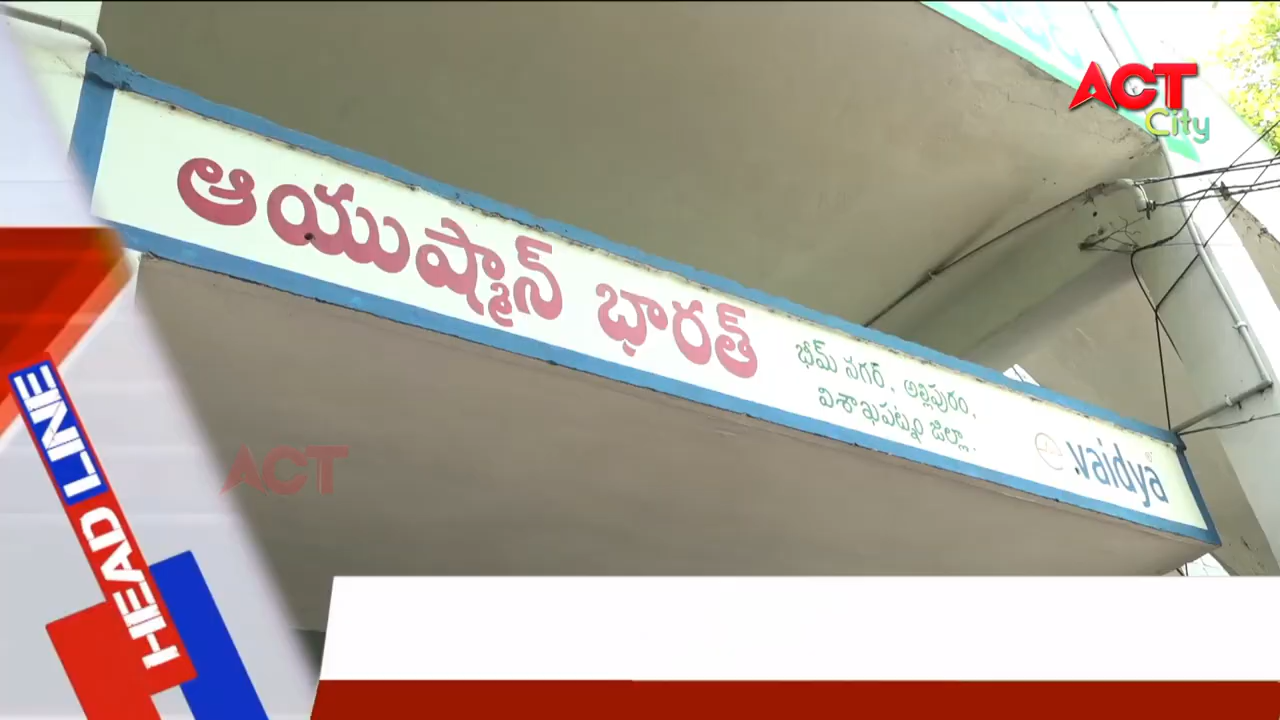 ACT
City
ఆయుష్మాన్ భారత్
భీమ్ నగర్, అల్లిపురం,
విశాఖపట్నం జిల్లా.
.vaidya
ACT
HEAD LINE